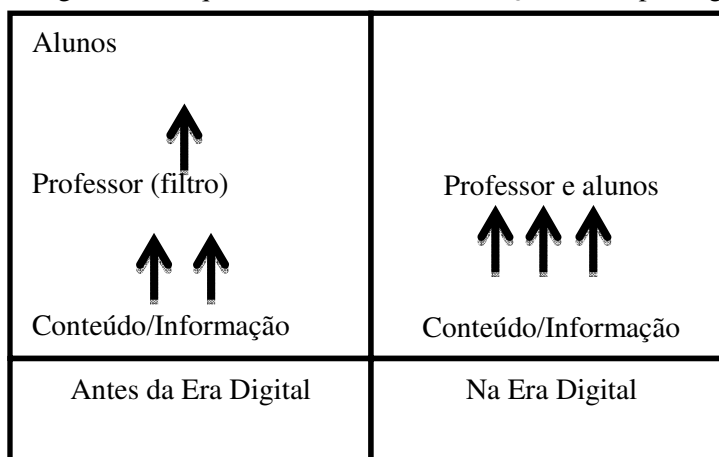 Alunos
Professor (filtro)
Conteúdo/Informação
Antes da Era Digital
Professor e alunos
Conteúdo/Informação
Na Era Digital